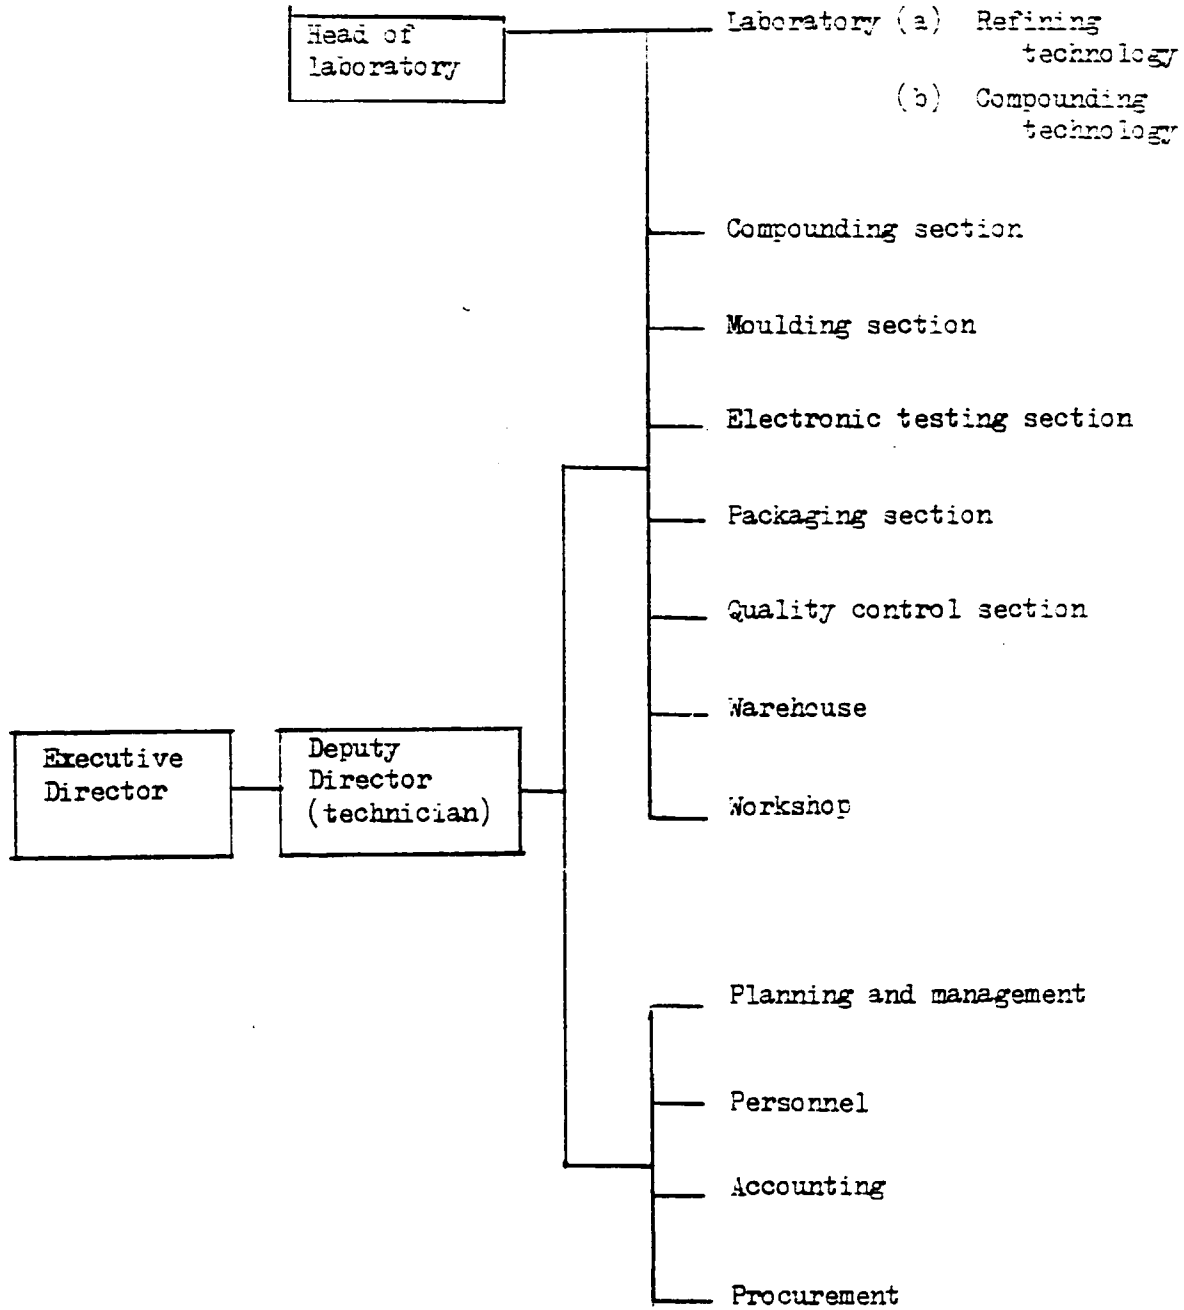 Head of
laboratory
Laboratory (a) Refining
technology
(b) Compounding
technology
Compounding section
Moulding section
Electronic testing section
Packaging section
Quality control section
Warehouse
Workshop
Executive
Director
Deputy
Director
(technician)
Planning and management
Personnel
Accounting
Procurement